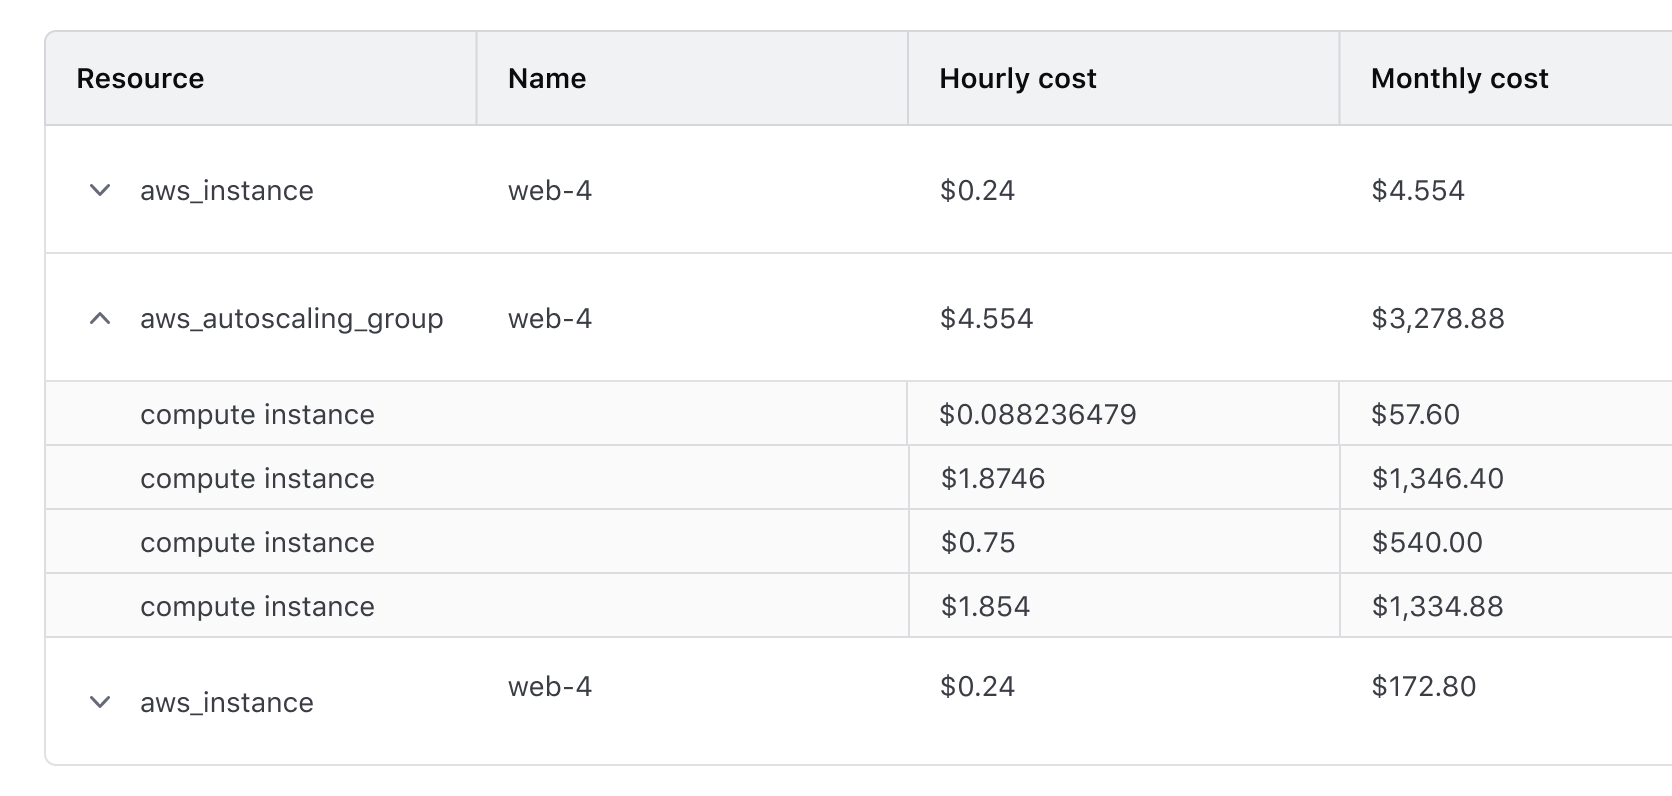 Resource Name Hourly cost Monthly cost
aws_instance web-4 $0.24 $4.554
aws_autoscaling_group web-4 $4.554 $3,278.88
compute instance $0.088236479 $57.60
compute instance $1.8746 $1,346.40
compute instance $0.75 $540.00
compute instance $1.854 $1,334.88
aws_instance web-4 $0.24 $172.80